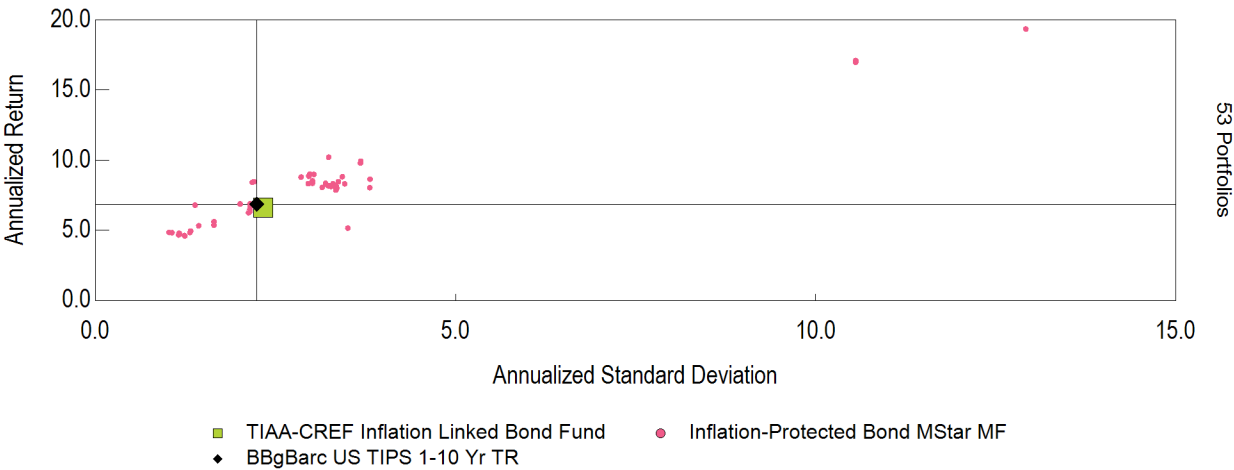 20.0
15.0
10.0
5.0
0.0
Annualized Return
53 Portfolios
0.0 5.0 10.0 15.0
Annualized Standard Deviation
TIAA-CREF Inflation Linked Bond Fund Inflation-Protected Bond MStar MF
BBgBarc US TIPS 1-10 Yr TR